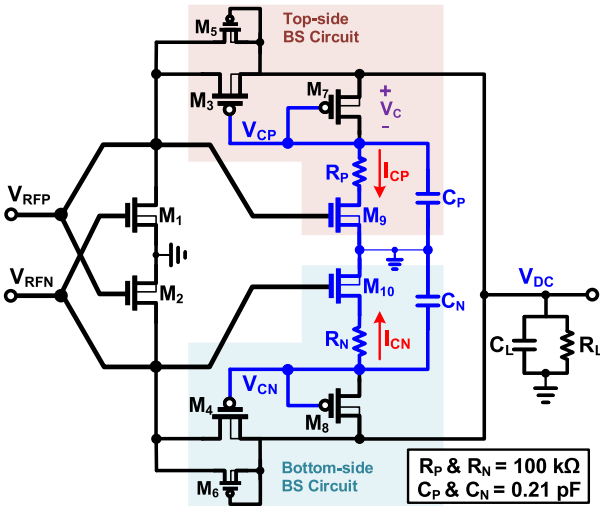 Top-side
BS Circuit
M5
M3
M7
+
VC
-
VCP
RP
ICP
CP
VRFP
M1
M9
VRFN
M2
M10
CN
VDC
RN
ICN
CL
RL
VCN
M4
M8
M6
Bottom-side
BS Circuit
RP & RN = 100 kΩ
CP & CN = 0.21 pF